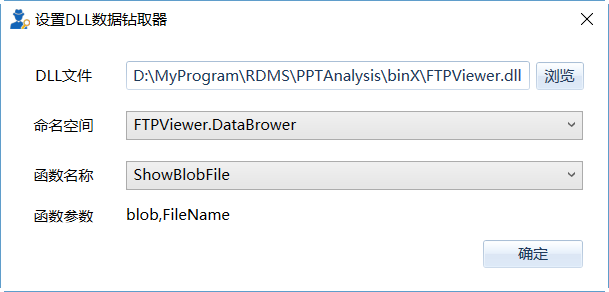 设置DLL数据钻取器
DLL文件 D:\MyProgram\RDMS\PPTAnalysis\binX\FTPViewer.dll 浏览
命名空间 FTPViewer.DataBrower
函数名称 ShowBlobFile
函数参数 blob,FileName
确定